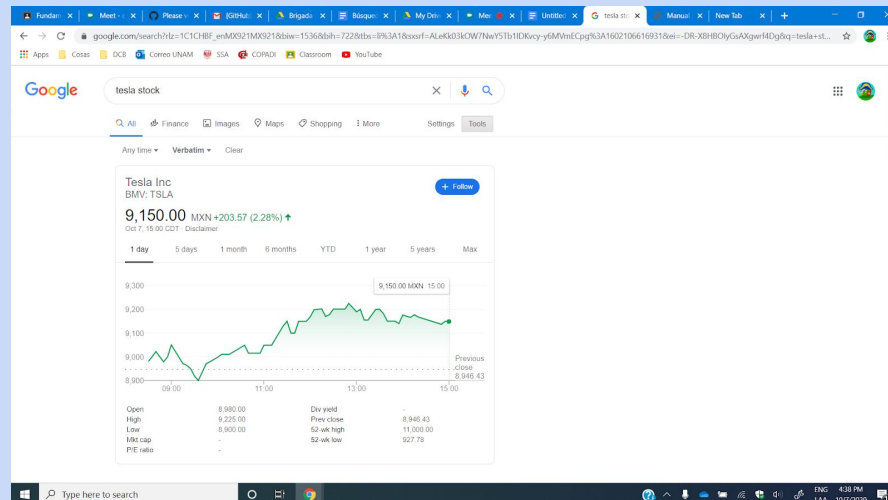 Fundam
Meet -
Please v
[GitHub
Brigada
Búsque
My Driv
Mee
Untitled
tesla sto
Manual
New Tab
google.com/search?rlz=1C1CHBF_enMX921MX921&biw=1536&bih=722&tbs=li%3A1&sxsrf=ALeKk03kOW7NwY5Tb1IDKvcy-y6MVmECpg%3A1602106616931&ei=-DR-X8HBOIyGsAXgwrf4Dg&q=tesla+st...
Apps Cosas DCB Correo UNAM SSA COPADI Classroom YouTube
Google
tesla stock
All Finance Images Maps Shopping More Settings Tools
Any time Verbatim Clear
Tesla Inc
BMV: TSLA
+ Follow
9,150.00 MXN +203.57 (2.28%)
Oct 7, 15:00 CDT · Disclaimer
1 day 5 days 1 month 6 months YTD 1 year 5 years Max
9,150.00 MXN 15:00
9,300
9,200
9,100
9,000
8,900
Previous
close
8,946.43
09:00 11:00 13:00 15:00
Open 8,980.00 Div yield -
High 9,225.00 Prev close 8,946.43
Low 8,900.00 52-wk high 11,000.00
Mkt cap - 52-wk low 927.78
P/E ratio -
Type here to search
ENG 4:38 PM
LAA 10/7/2020